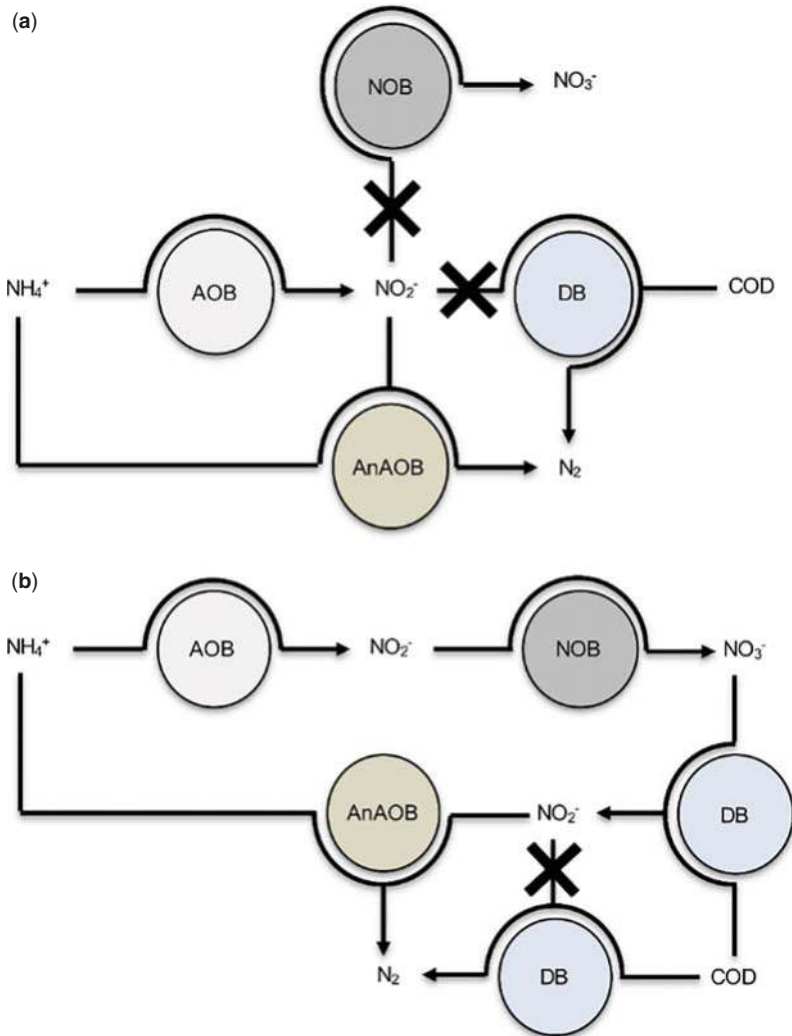 (a)
NOB
NO₃⁻
NH₄⁺
AOB
NO₂⁻
DB
COD
AnAOB
N₂
(b)
NH₄⁺
AOB
NO₂⁻
NOB
NO₃⁻
AnAOB
NO₂⁻
DB
N₂
DB
COD